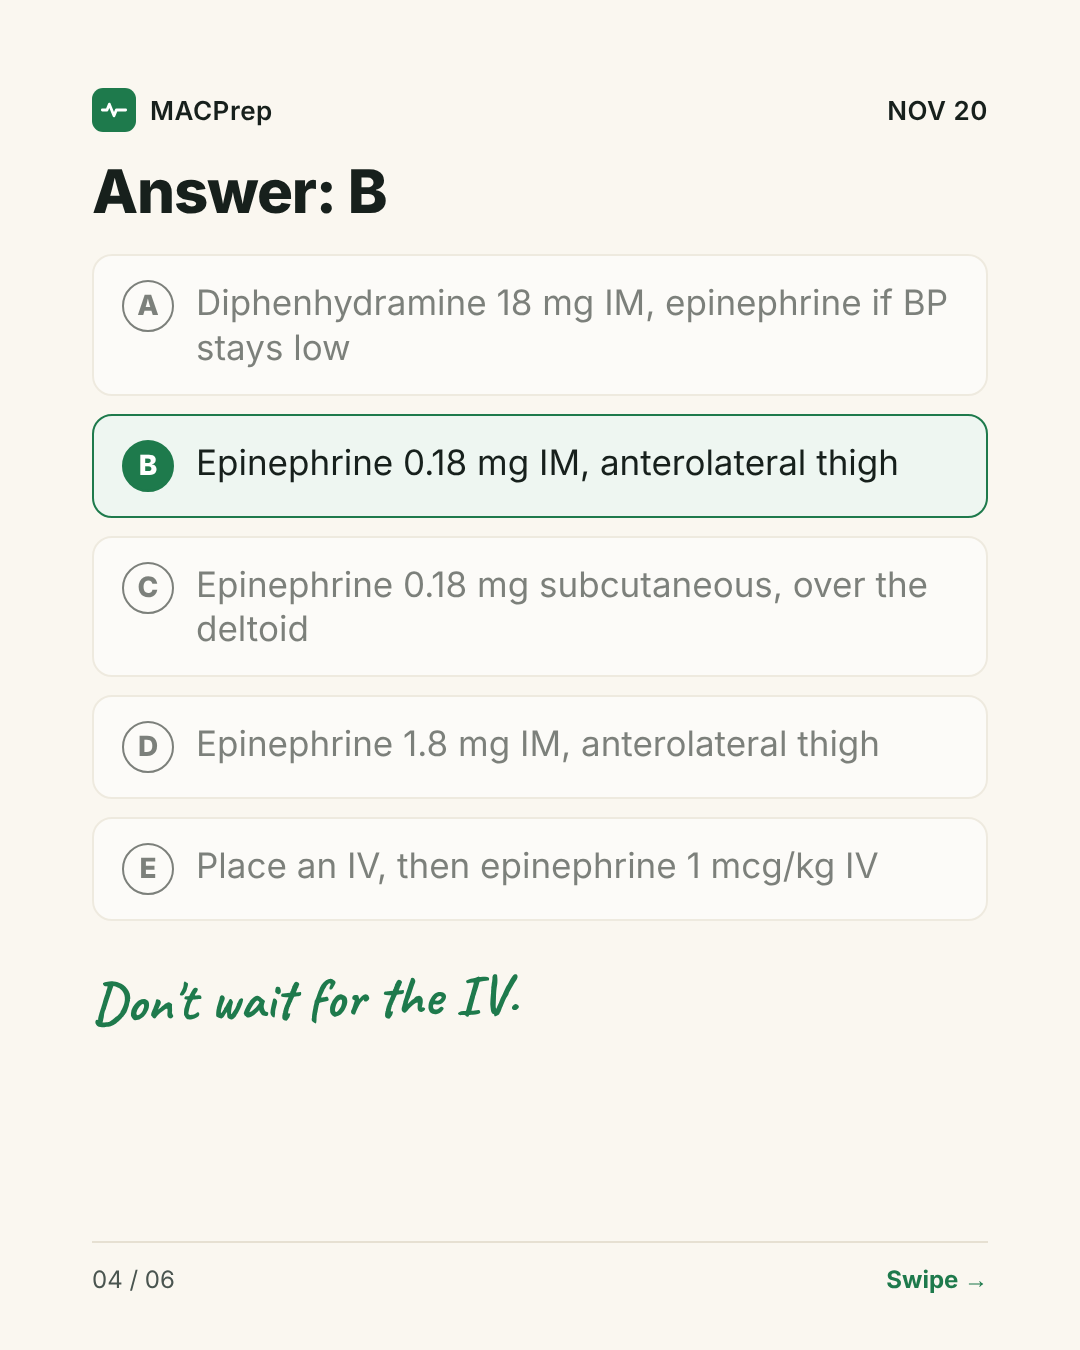 MACPrep
NOV 20
Answer: B
A Diphenhydramine 18 mg IM, epinephrine if BP
stays low
B Epinephrine 0.18 mg IM, anterolateral thigh
C Epinephrine 0.18 mg subcutaneous, over the
deltoid
D Epinephrine 1.8 mg IM, anterolateral thigh
E Place an IV, then epinephrine 1 mcg/kg IV
Don't wait for the IV.
04 / 06
Swipe →